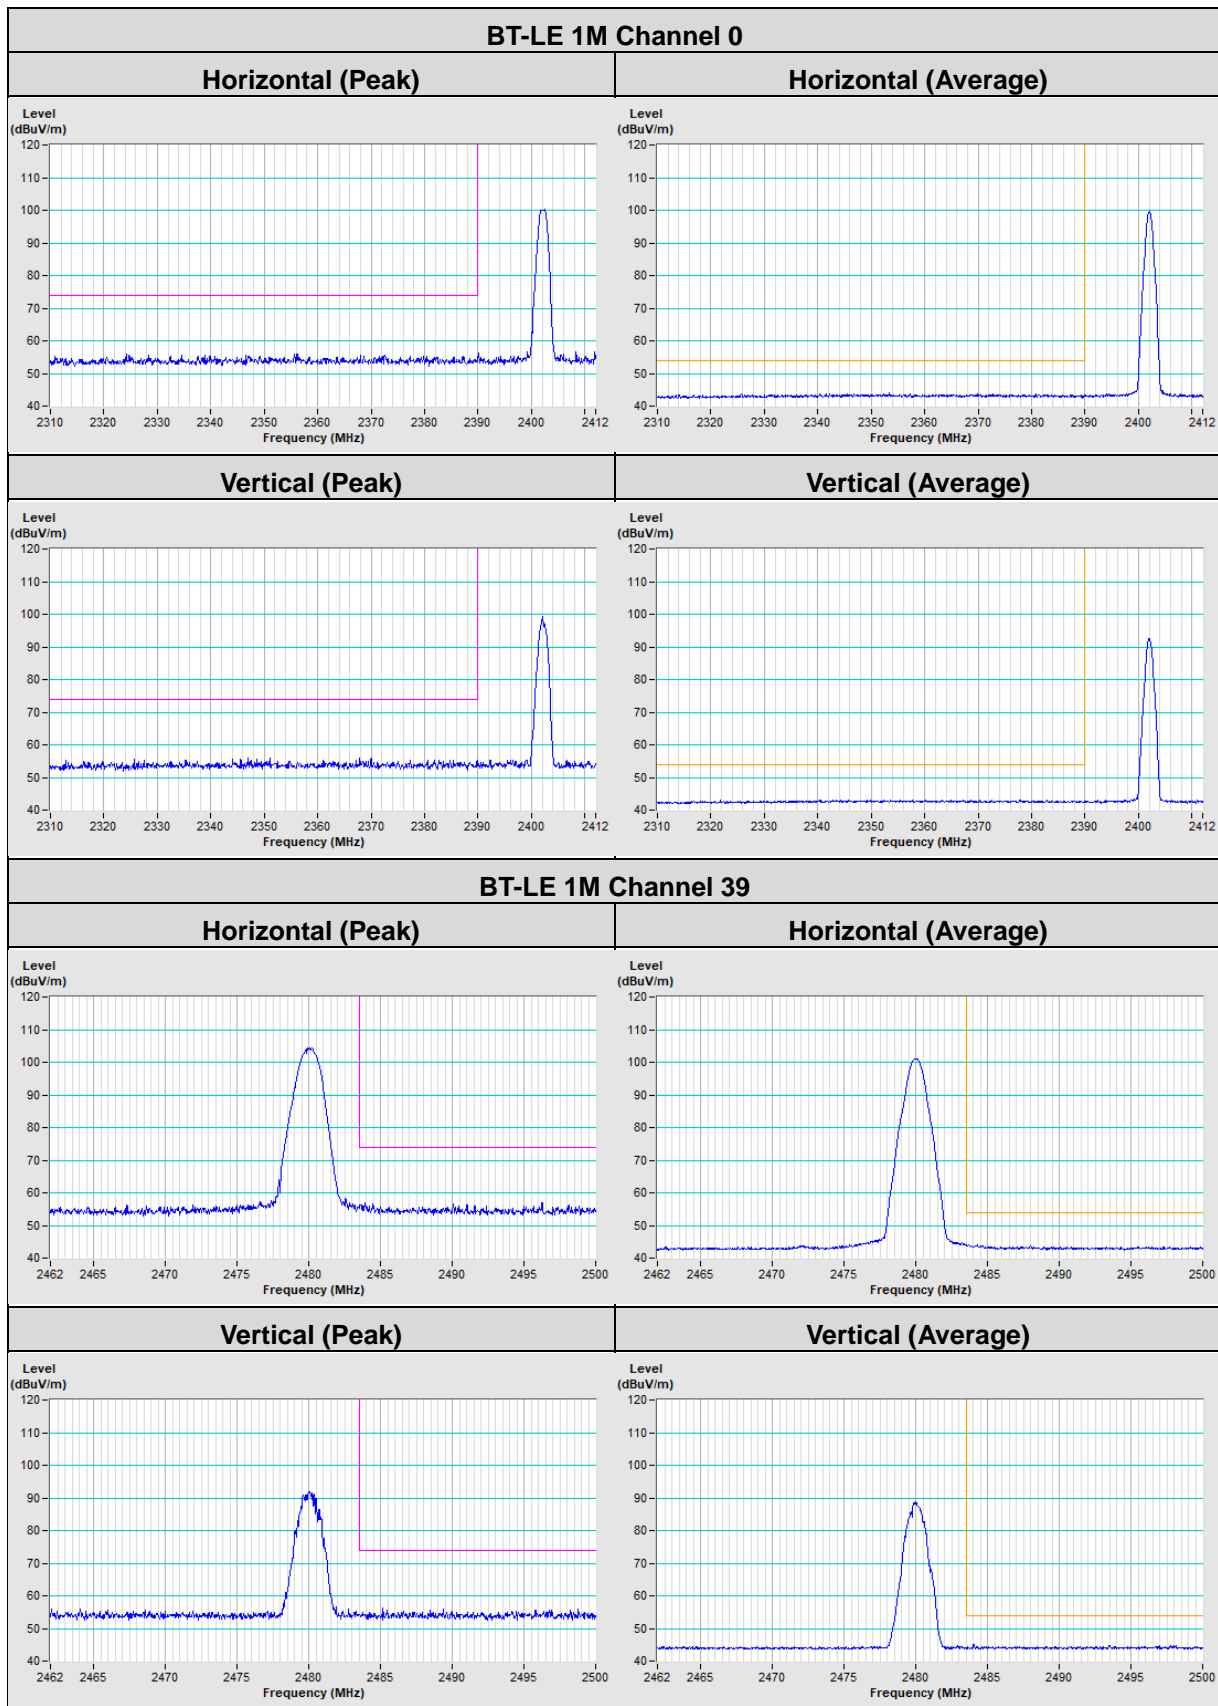 BT-LE 1M Channel 0
Horizontal (Peak)
Horizontal (Average)
Level
(dBuV/m)
120
110
100
90
80
70
60
50
40
2310 2320 2330 2340 2350 2360 2370 2380 2390 2400 2412
Frequency (MHz)
Level
(dBuV/m)
120
110
100
90
80
70
60
50
40
2310 2320 2330 2340 2350 2360 2370 2380 2390 2400 2412
Frequency (MHz)
Vertical (Peak)
Vertical (Average)
Level
(dBuV/m)
120
110
100
90
80
70
60
50
40
2310 2320 2330 2340 2350 2360 2370 2380 2390 2400 2412
Frequency (MHz)
Level
(dBuV/m)
120
110
100
90
80
70
60
50
40
2310 2320 2330 2340 2350 2360 2370 2380 2390 2400 2412
Frequency (MHz)
BT-LE 1M Channel 39
Horizontal (Peak)
Horizontal (Average)
Level
(dBuV/m)
120
110
100
90
80
70
60
50
40
2462 2465 2470 2475 2480 2485 2490 2495 2500
Frequency (MHz)
Level
(dBuV/m)
120
110
100
90
80
70
60
50
40
2462 2465 2470 2475 2480 2485 2490 2495 2500
Frequency (MHz)
Vertical (Peak)
Vertical (Average)
Level
(dBuV/m)
120
110
100
90
80
70
60
50
40
2462 2465 2470 2475 2480 2485 2490 2495 2500
Frequency (MHz)
Level
(dBuV/m)
120
110
100
90
80
70
60
50
40
2462 2465 2470 2475 2480 2485 2490 2495 2500
Frequency (MHz)